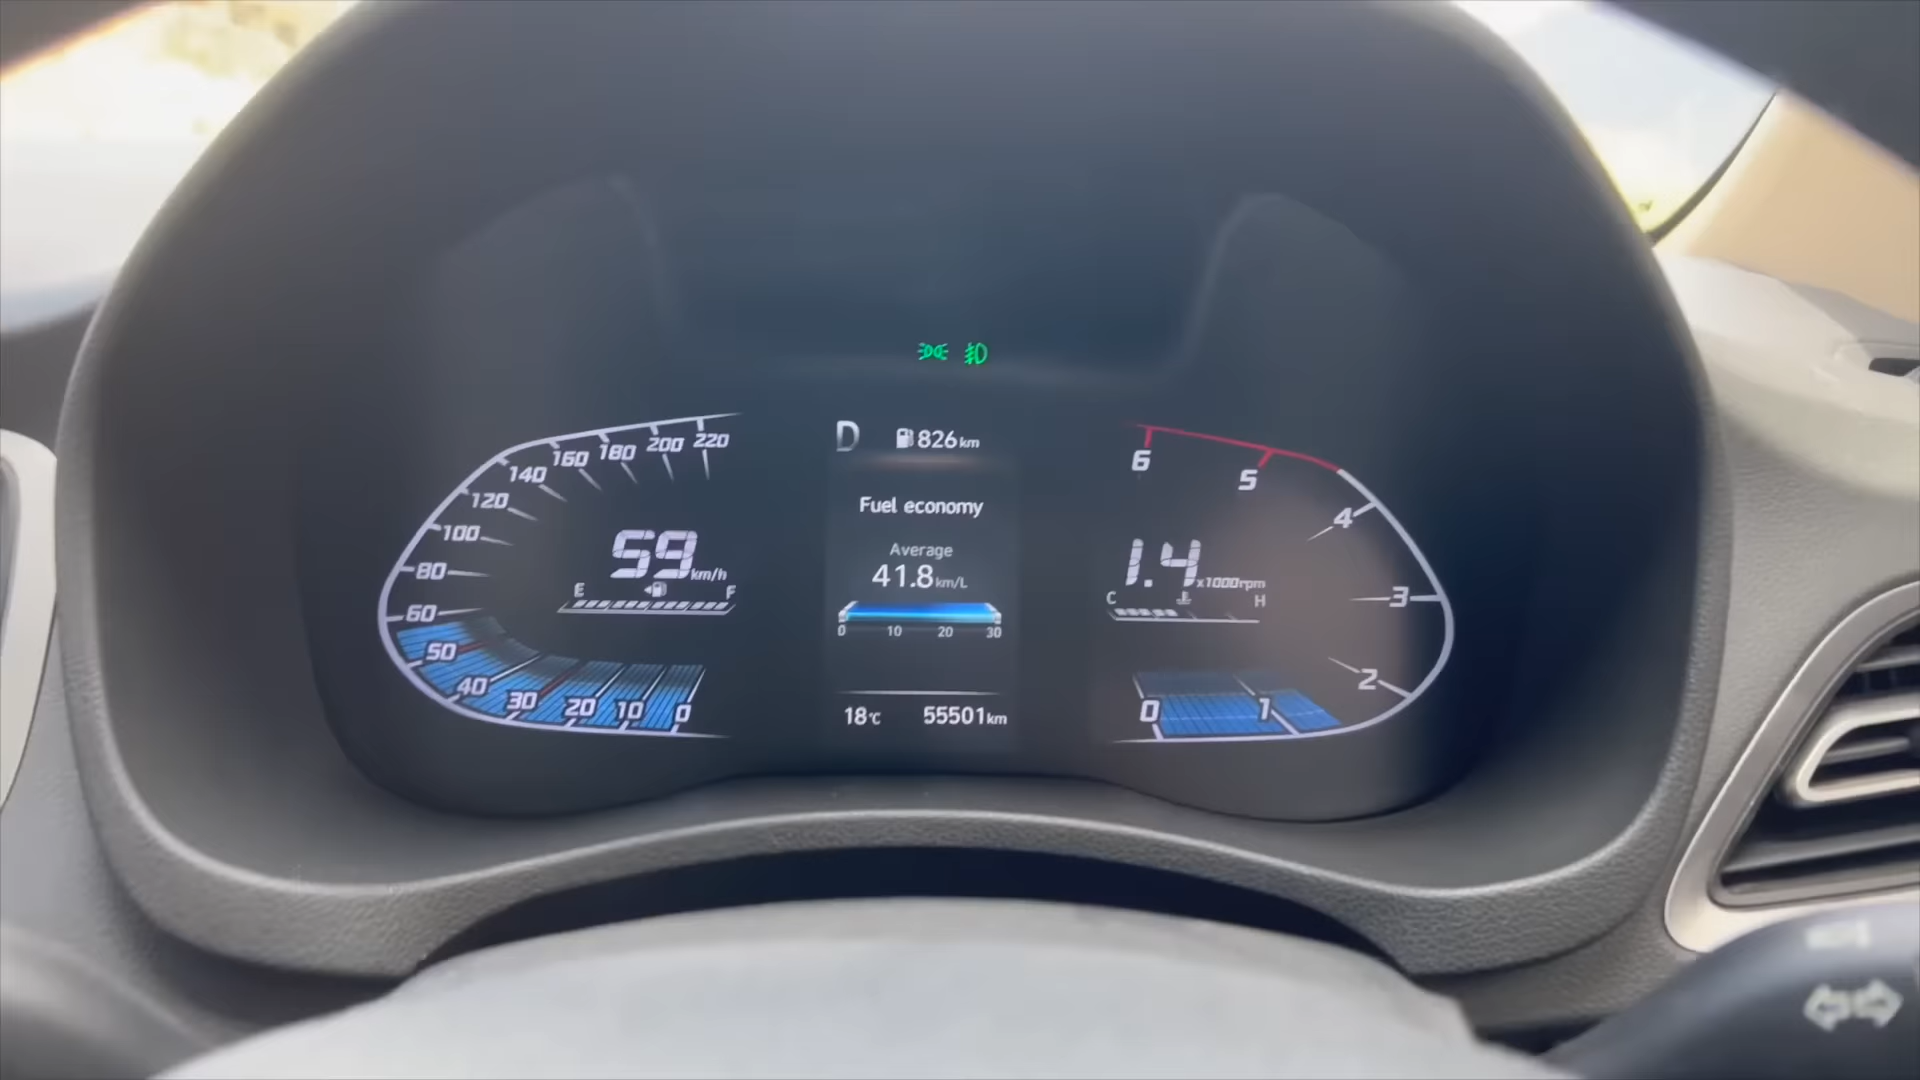 D 826km
220
200
180
160
140
120
100
80
60
50
40
30
20
10
0
59km/h
E F
Fuel economy
Average
41.8km/L
0 10 20 30
18°C 55501km
6
5
4
3
2
1
0
1.4x1000rpm
C H